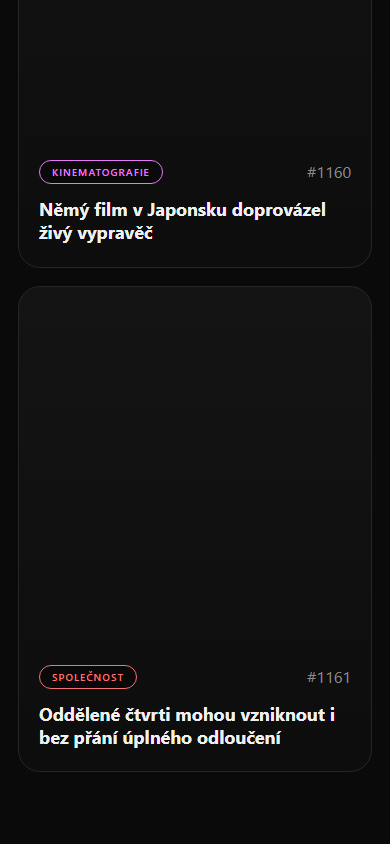 KINEMATOGRAFIE
#1160
Němý film v Japonsku doprovázel
živý vypravěč
SPOLEČNOST
#1161
Oddělené čtvrti mohou vzniknout i
bez přání úplného odloučení